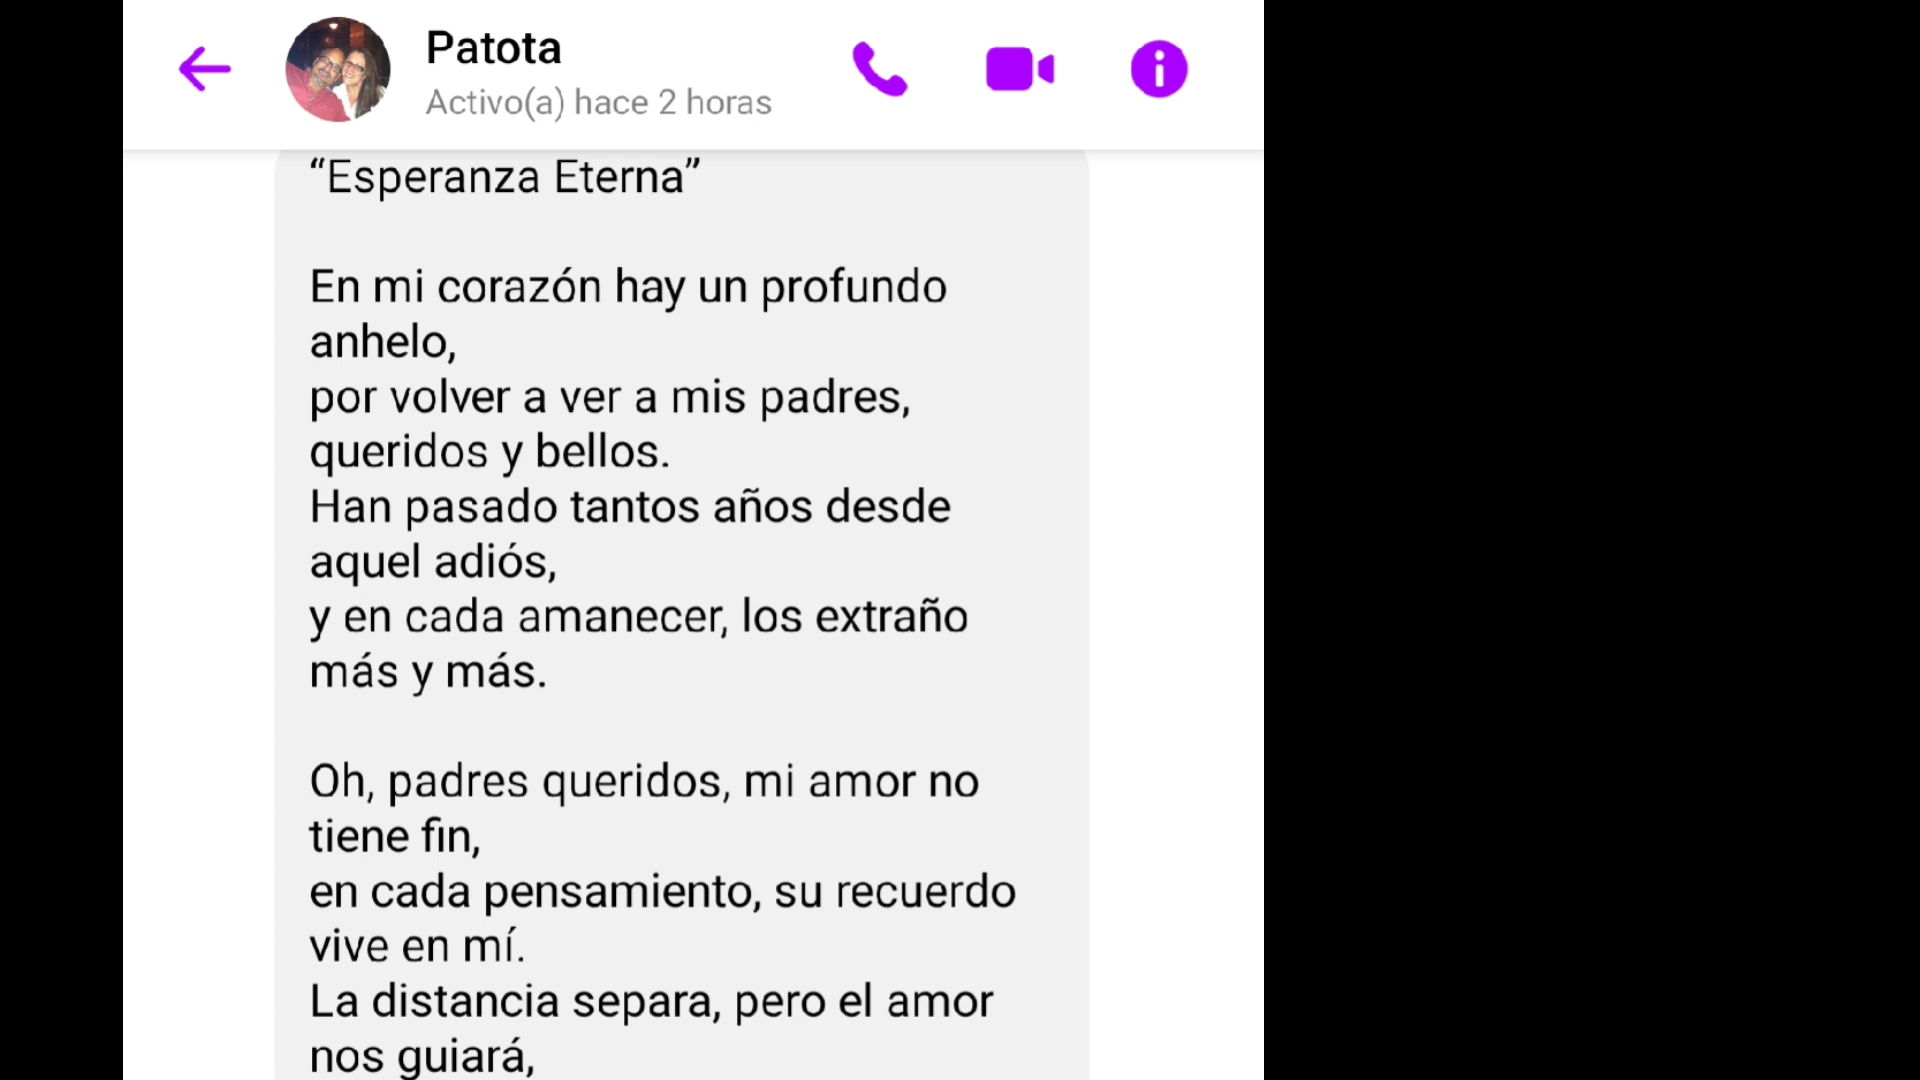 Patota
Activo(a) hace 2 horas
“Esperanza Eterna”
En mi corazón hay un profundo
anhelo,
por volver a ver a mis padres,
queridos y bellos.
Han pasado tantos años desde
aquel adiós,
y en cada amanecer, los extraño
más y más.
Oh, padres queridos, mi amor no
tiene fin,
en cada pensamiento, su recuerdo
vive en mí.
La distancia separa, pero el amor
nos guiará,